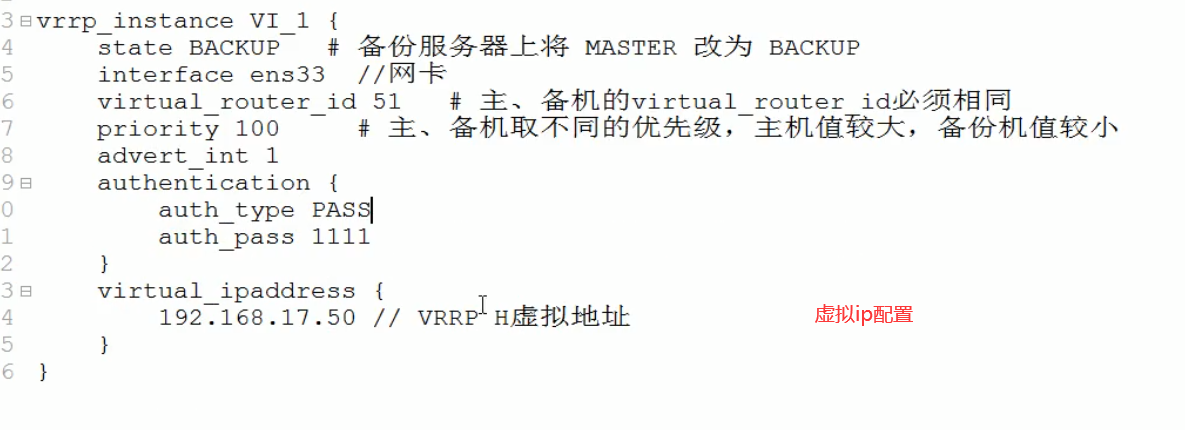 3 vrrp_instance VI_1 {
4 state BACKUP # 备份服务器上将 MASTER 改为 BACKUP
5 interface ens33 //网卡
6 virtual_router_id 51 # 主、备机的virtual_router_id必须相同
7 priority 100 # 主、备机取不同的优先级，主机值较大，备份机值较小
8 advert_int 1
9 authentication {
0 auth_type PASS
1 auth_pass 1111
2 }
3 virtual_ipaddress {
4 192.168.17.50 // VRRP H虚拟地址 虚拟ip配置
5 }
6 }